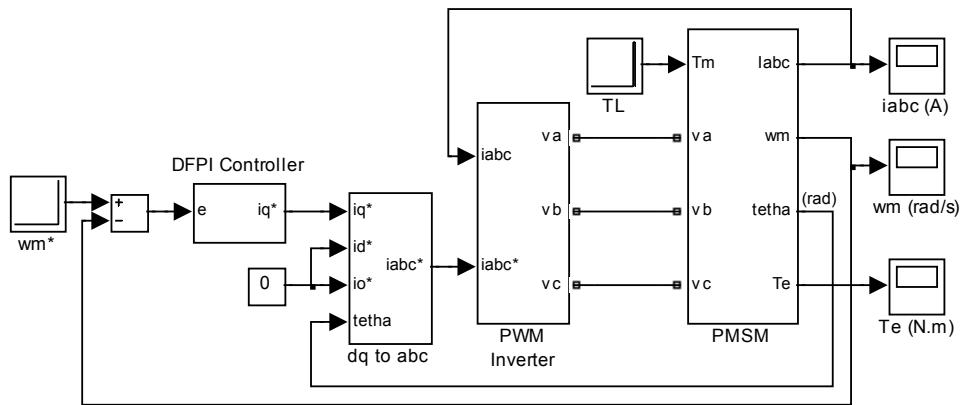 DFPI Controller
wm*
+
−
e
iq*
0
iq*
id*
io*
tetha
iabc*
dq to abc
iabc
iabc*
va
vb
vc
PWM
Inverter
TL
Tm
va
vb
vc
Iabc
wm
tetha
Te
PMSM
(rad)
iabc (A)
wm (rad/s)
Te (N.m)